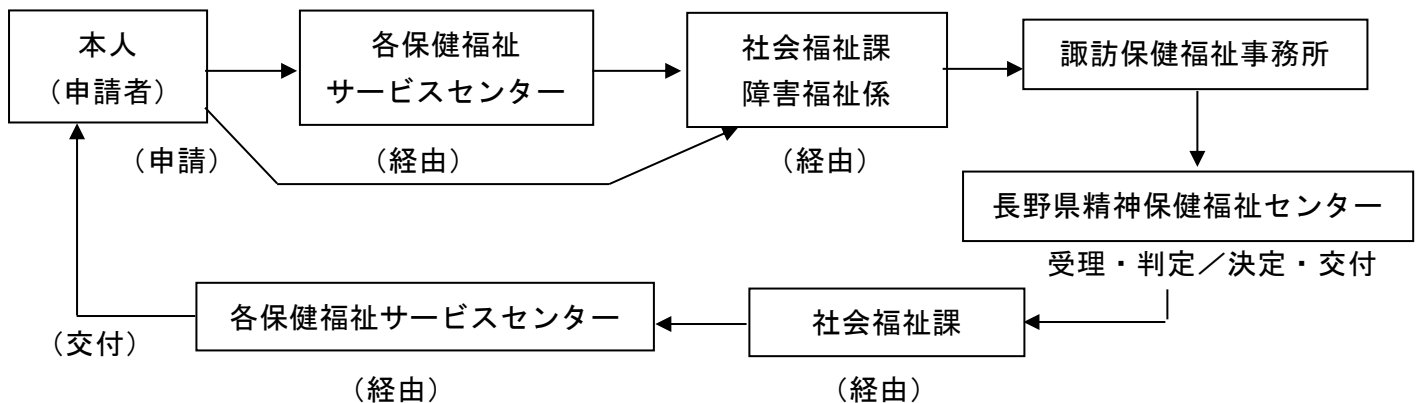 本人
（申請者）
各保健福祉
サービスセンター
社会福祉課
障害福祉係
諏訪保健福祉事務所
（申請）
（経由）
（経由）
長野県精神保健福祉センター
受理・判定／決定・交付
各保健福祉サービスセンター
社会福祉課
（交付）
（経由）
（経由）